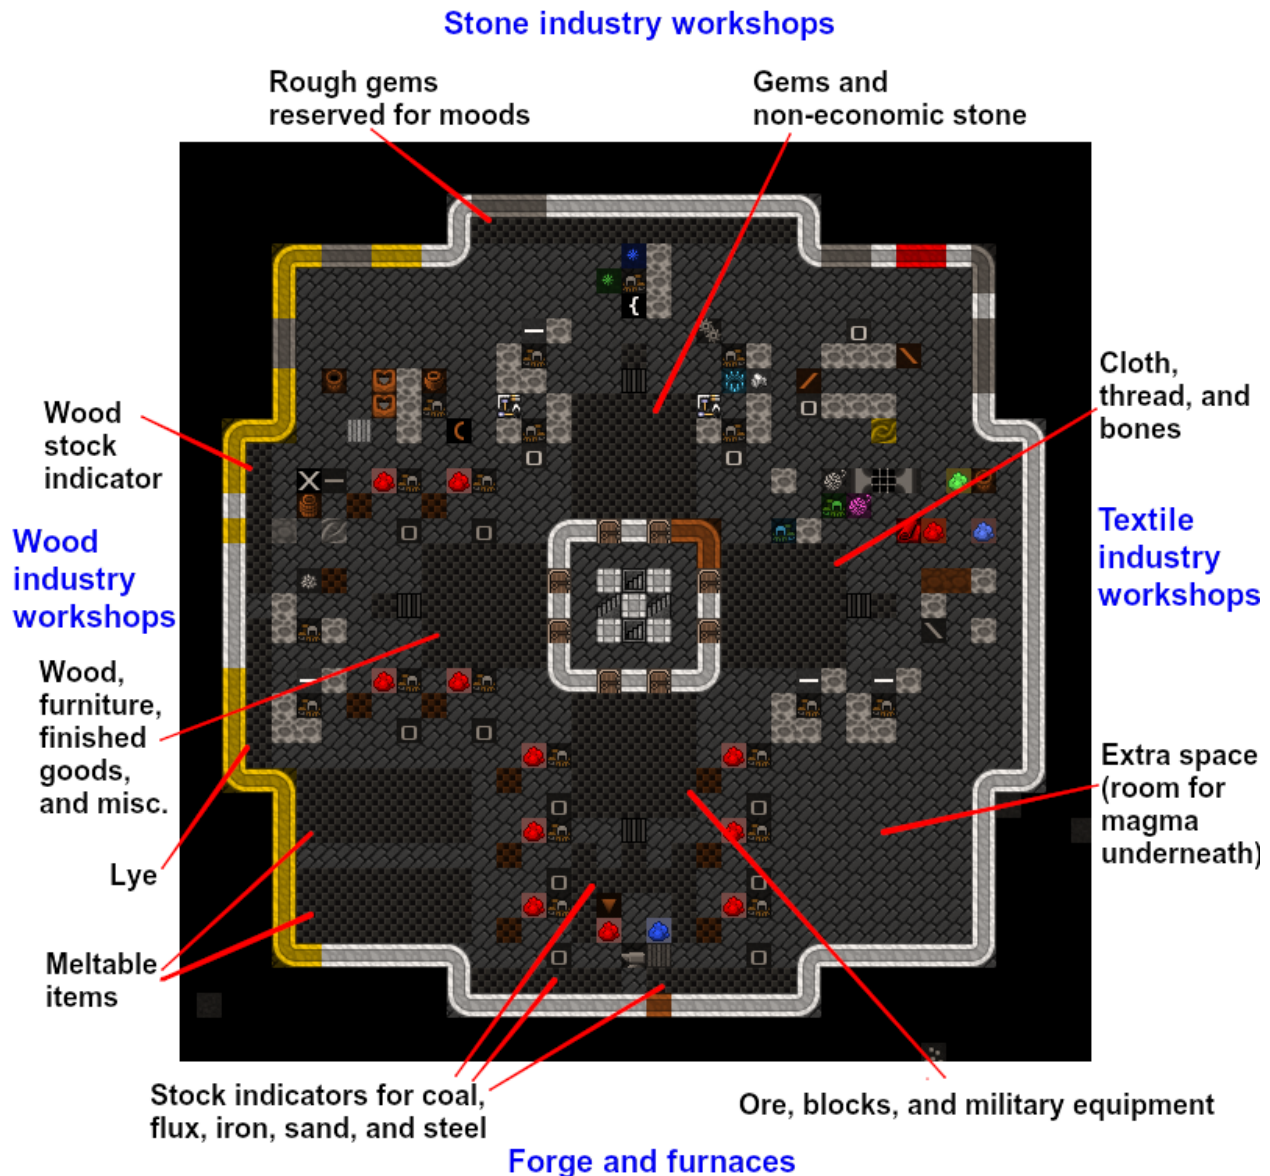 Stone industry workshops
Rough gems
reserved for moods
Gems and
non-economic stone
Cloth,
thread, and
bones
Wood
stock
indicator
Textile
industry
workshops
Wood
industry
workshops
Wood,
furniture,
finished
goods,
and misc.
Extra space
(room for
magma
underneath)
Lye
Meltable
items
Stock indicators for coal,
flux, iron, sand, and steel
Ore, blocks, and military equipment
Forge and furnaces